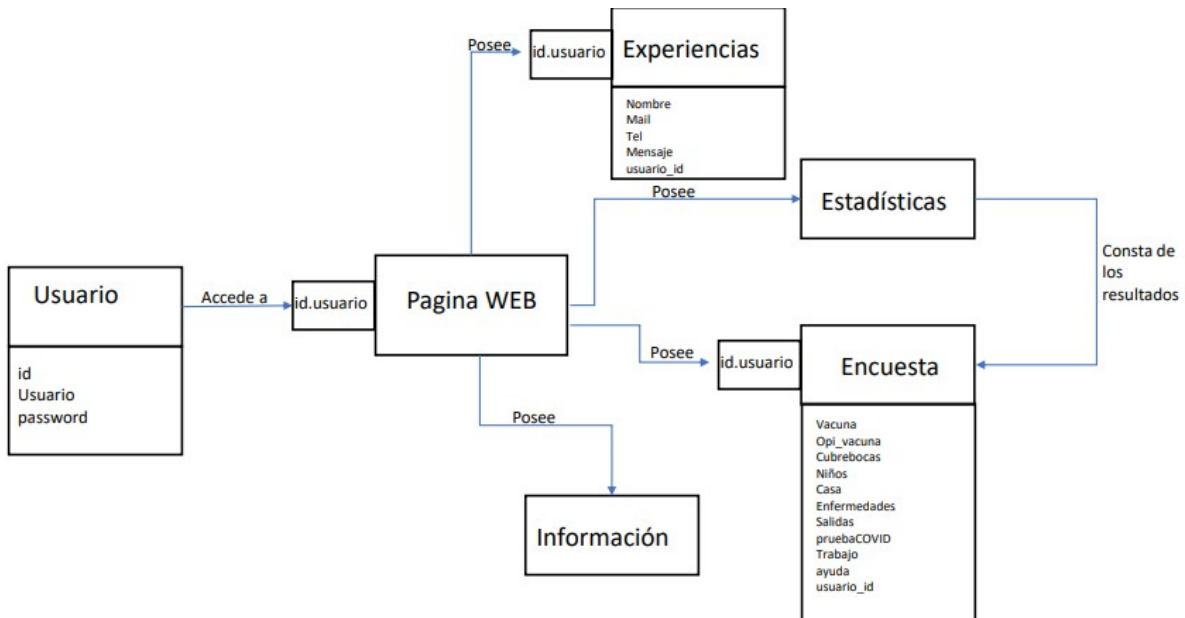 Posee
id.usuario
Experiencias
Nombre
Mail
Tel
Mensaje
usuario_id
Posee
Estadísticas
Consta de
los
resultados
Usuario
id
Usuario
password
Accede a
id.usuario
Pagina WEB
Posee
id.usuario
Encuesta
Vacuna
Opi_vacuna
Cubrebocas
Niños
Casa
Enfermedades
Salidas
pruebaCOVID
Trabajo
ayuda
usuario_id
Posee
Información